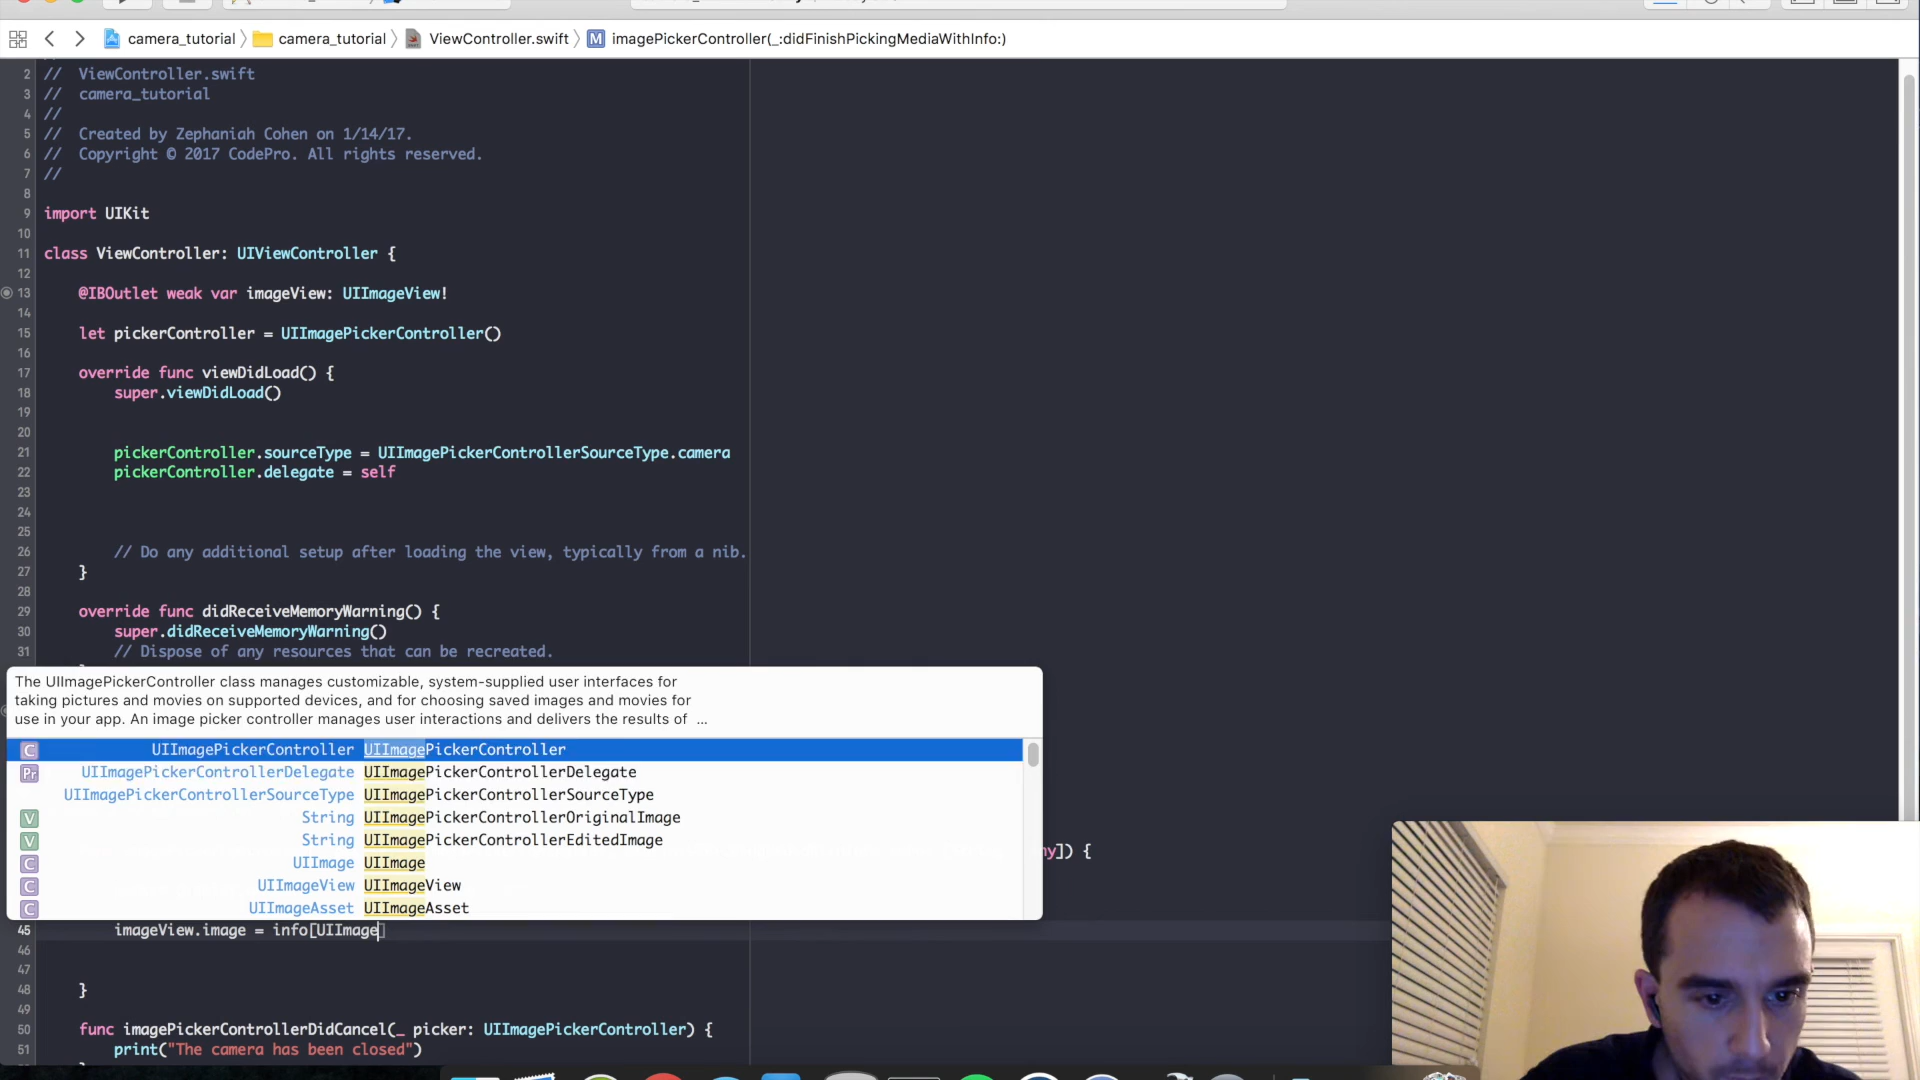 camera_tutorial 〉 camera_tutorial 〉 ViewController.swift 〉 M imagePickerController(_:didFinishPickingMediaWithInfo:)
2 // ViewController.swift
3 // camera_tutorial
4 //
5 // Created by Zephaniah Cohen on 1/14/17.
6 // Copyright © 2017 CodePro. All rights reserved.
7 //
8
9 import UIKit
10
11 class ViewController: UIViewController {
12
13 @IBOutlet weak var imageView: UIImageView!
14
15 let pickerController = UIImagePickerController()
16
17 override func viewDidLoad() {
18 super.viewDidLoad()
19
20
21 pickerController.sourceType = UIImagePickerControllerSourceType.camera
22 pickerController.delegate = self
23
24
25
26 // Do any additional setup after loading the view, typically from a nib.
27 }
28
29 override func didReceiveMemoryWarning() {
30 super.didReceiveMemoryWarning()
31 // Dispose of any resources that can be recreated.
The UIImagePickerController class manages customizable, system-supplied user interfaces for
taking pictures and movies on supported devices, and for choosing saved images and movies for
use in your app. An image picker controller manages user interactions and delivers the results of ...
C UIImagePickerController UIImagePickerController
Pr UIImagePickerControllerDelegate UIImagePickerControllerDelegate
UIImagePickerControllerSourceType UIImagePickerControllerSourceType
V String UIImagePickerControllerOriginalImage
V String UIImagePickerControllerEditedImage
C UIImage UIImage
C UIImageView UIImageView
C UIImageAsset UIImageAsset
]) {
45 imageView.image = info[UIImage]
46
47
48 }
49
50 func imagePickerControllerDidCancel(_ picker: UIImagePickerController) {
51 print("The camera has been closed")